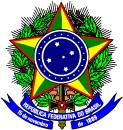 REPÚBLICA FEDERATIVA DO BRASIL
15 de novembro de 1889